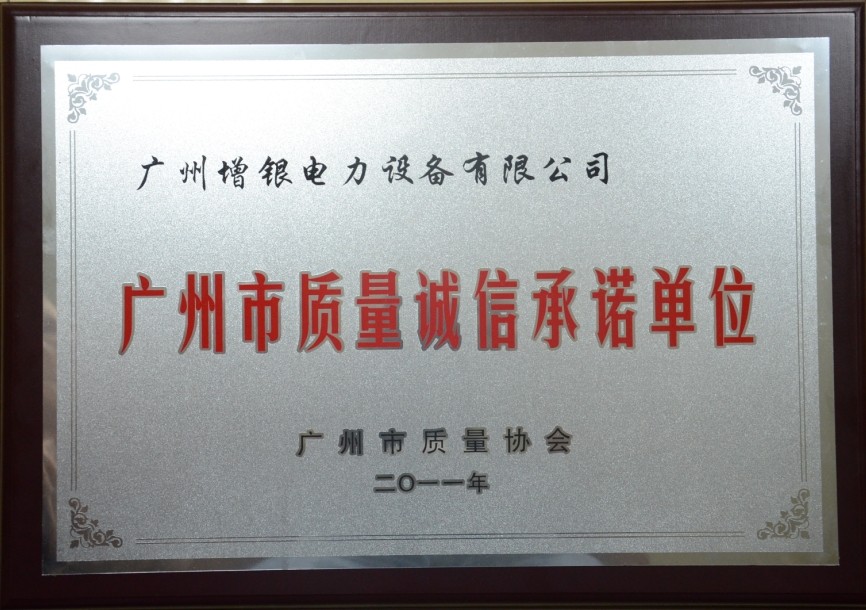 广州增银电力设备有限公司
广州市质量诚信承诺单位
广州市质量协会
二〇一一年